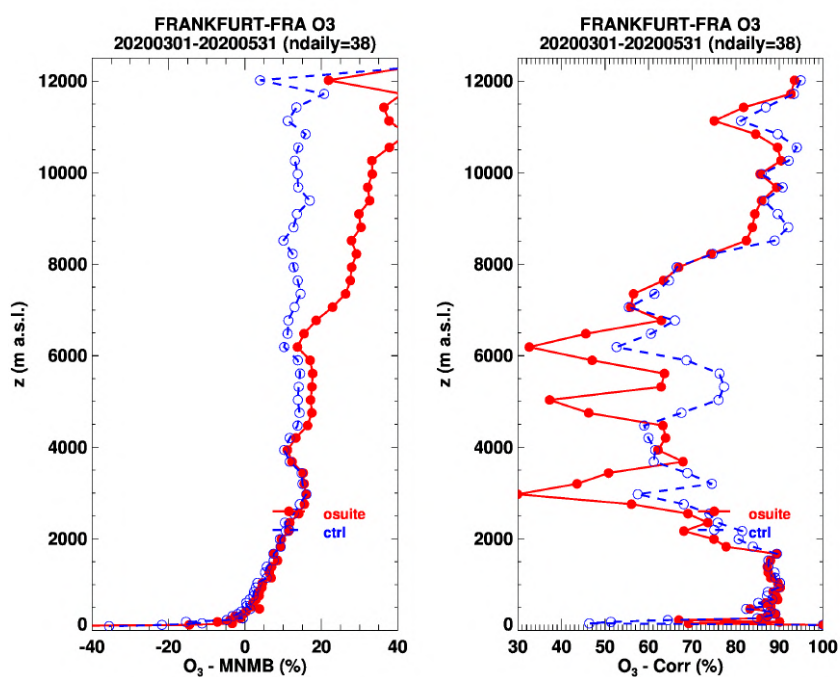 FRANKFURT-FRA O3
20200301-20200531 (ndaily=38)
12000
10000
8000
6000
4000
2000
0
z (m a.s.l.)
osuite
ctrl
-40 -20 0 20 40
O3 - MNMB (%)
FRANKFURT-FRA O3
20200301-20200531 (ndaily=38)
12000
10000
8000
6000
4000
2000
0
z (m a.s.l.)
osuite
ctrl
30 40 50 60 70 80 90 100
O3 - Corr (%)